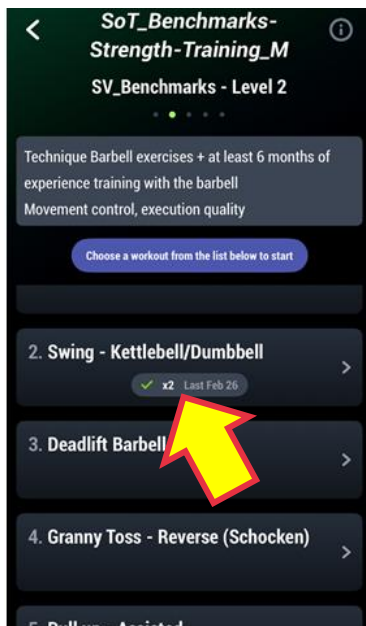 SoT_Benchmarks-
Strength-Training_M
SV_Benchmarks - Level 2
Technique Barbell exercises + at least 6 months of
experience training with the barbell
Movement control, execution quality
Choose a workout from the list below to start
2. Swing - Kettlebell/Dumbbell
x2 Last Feb 26
3. Deadlift Barbell
4. Granny Toss - Reverse (Schocken)